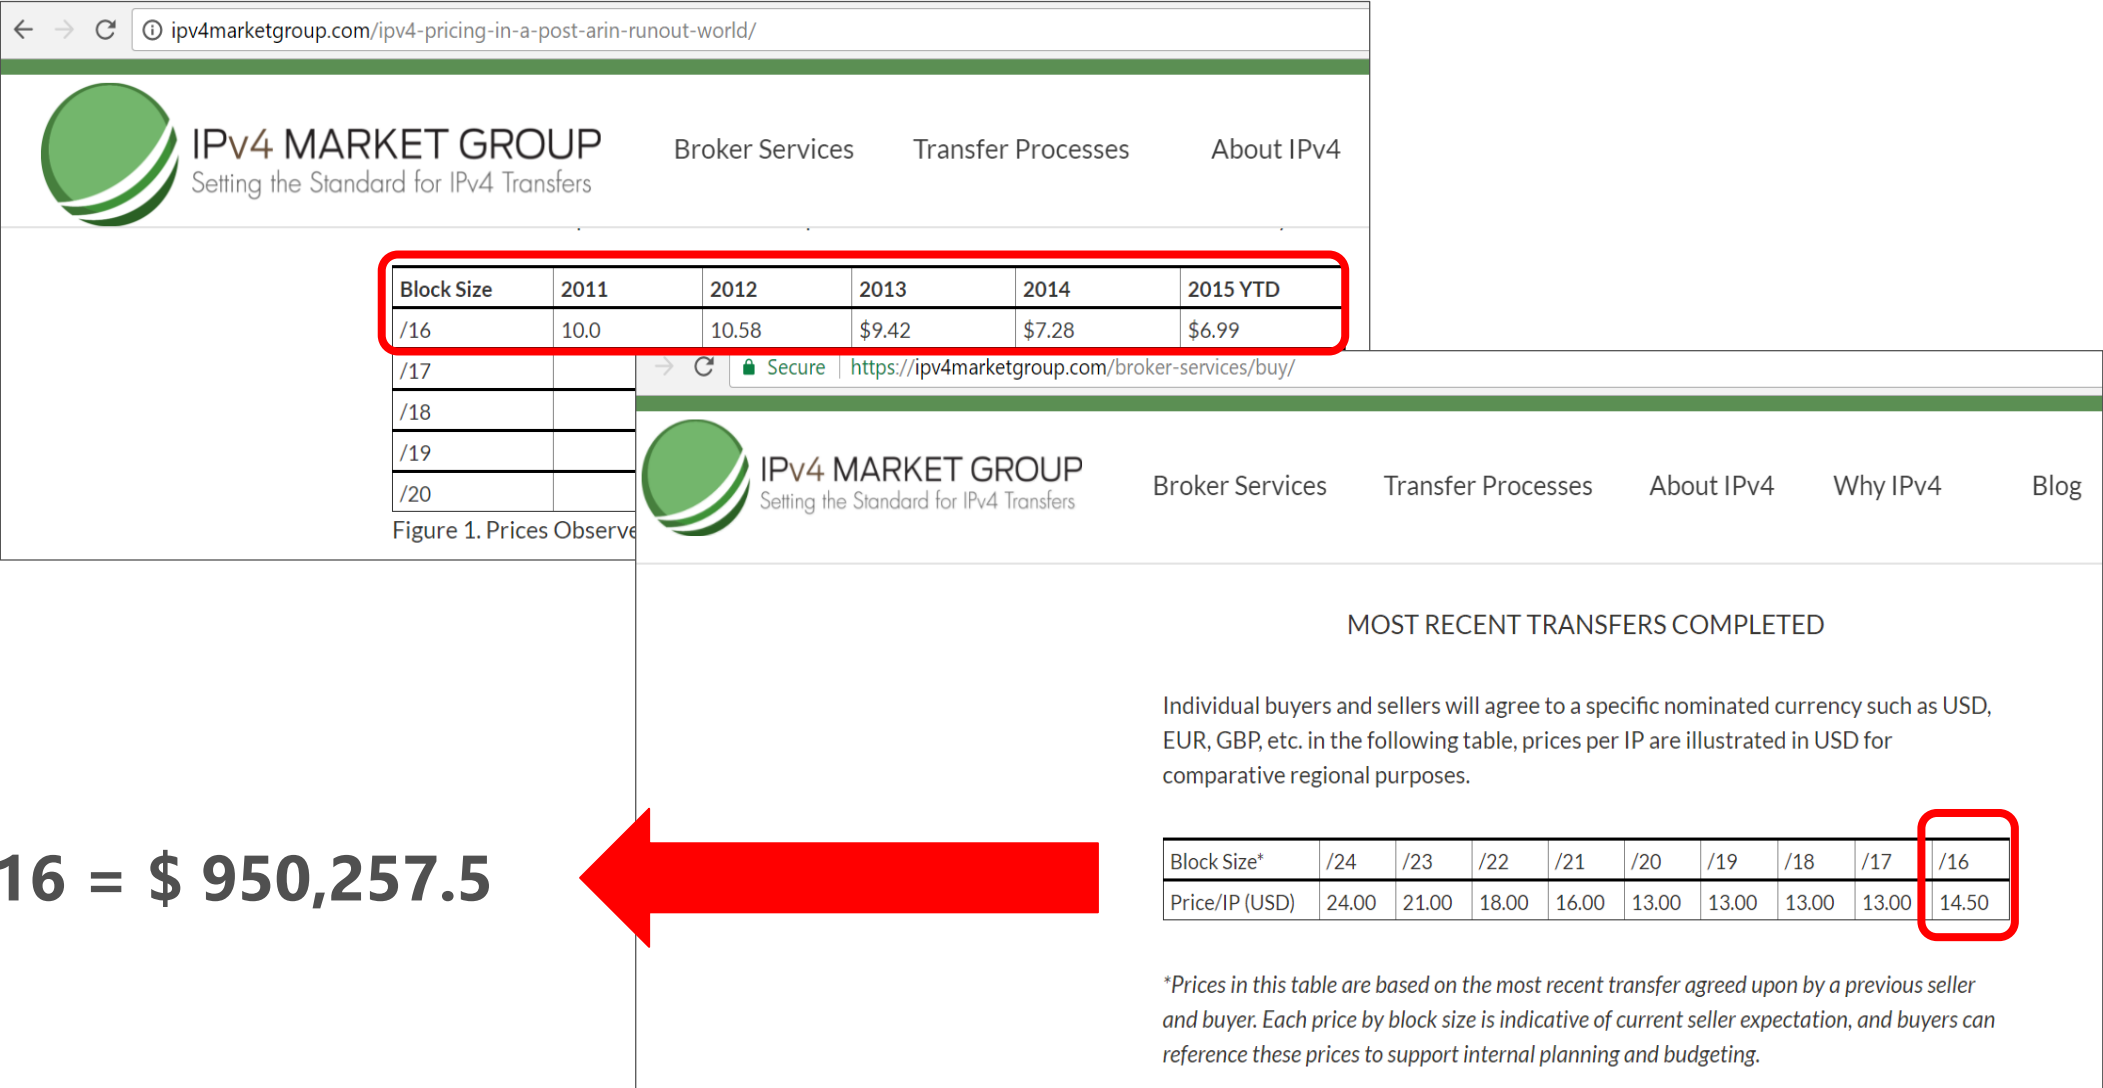 ipv4marketgroup.com/ipv4-pricing-in-a-post-arin-runout-world/
IPv4 MARKET GROUP
Setting the Standard for IPv4 Transfers
Broker Services Transfer Processes About IPv4
Block Size 2011 2012 2013 2014 2015 YTD
/16 10.0 10.58 $9.42 $7.28 $6.99
/17
/18
/19
/20
Figure 1. Prices
Secure https://ipv4marketgroup.com/broker-services/buy/
IPv4 MARKET GROUP
Setting the Standard for IPv4 Transfers
Broker Services Transfer Processes About IPv4 Why IPv4 Blog
MOST RECENT TRANSFERS COMPLETED
Individual buyers and sellers will agree to a specific nominated currency such as USD,
EUR, GBP, etc. in the following table, prices per IP are illustrated in USD for
comparative regional purposes.
Block Size* /24 /23 /22 /21 /20 /19 /18 /17 /16
Price/IP (USD) 24.00 21.00 18.00 16.00 13.00 13.00 13.00 13.00 14.50
16 = $ 950,257.5
*Prices in this table are based on the most recent transfer agreed upon by a previous seller
and buyer. Each price by block size is indicative of current seller expectation, and buyers can
reference these prices to support internal planning and budgeting.